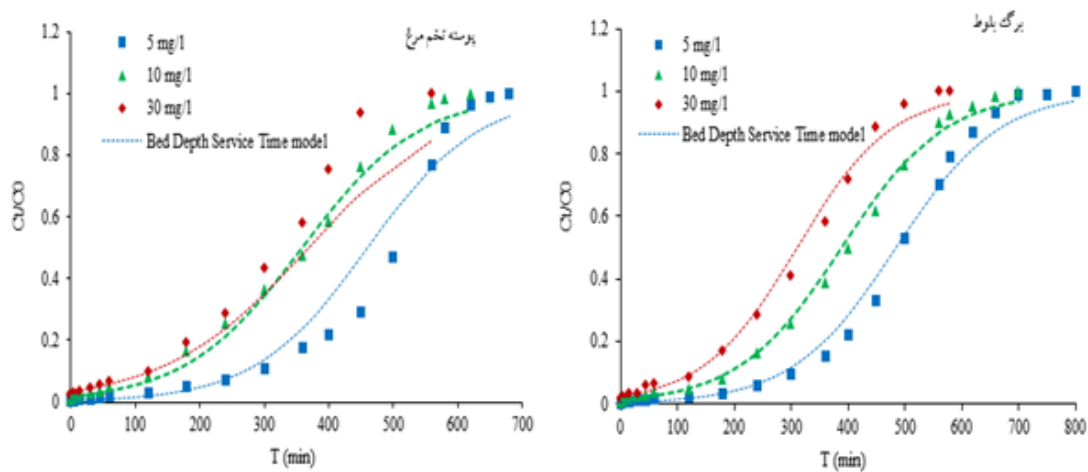 پوسته تخم مرغ
5 mg/l
10 mg/l
30 mg/l
Bed Depth Service Time model
Ct/C0
1.2
1
0.8
0.6
0.4
0.2
0
0 100 200 300 400 500 600 700
T (min)
برگ بلوط
5 mg/l
10 mg/l
30 mg/l
Bed Depth Service Time model
Ct/C0
1.2
1
0.8
0.6
0.4
0.2
0
0 100 200 300 400 500 600 700 800
T (min)